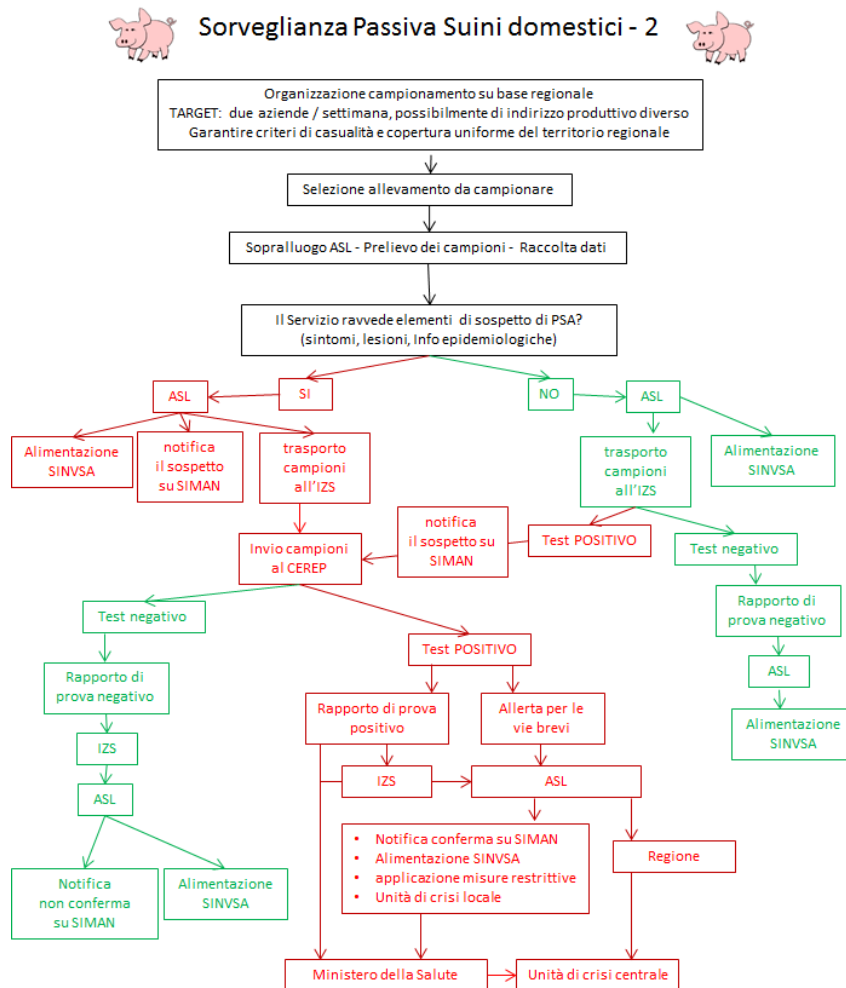 Sorveglianza Passiva Suini domestici - 2
Organizzazione campionamento su base regionale
TARGET: due aziende / settimana, possibilmente di indirizzo produttivo diverso
Garantire criteri di casualità e copertura uniforme del territorio regionale
Selezione allevamento da campionare
Sopralluogo ASL - Prelievo dei campioni - Raccolta dati
Il Servizio ravvede elementi di sospetto di PSA?
(sintomi, lesioni, Info epidemiologiche)
SI
NO
ASL
ASL
Alimentazione
SINVSA
notifica
il sospetto
su SIMAN
trasporto
campioni
all'IZS
trasporto
campioni
all'IZS
Alimentazione
SINVSA
Invio campioni
al CEREP
notifica
il sospetto su
SIMAN
Test POSITIVO
Test negativo
Test negativo
Test POSITIVO
Rapporto di
prova negativo
ASL
Alimentazione
SINVSA
Rapporto di
prova negativo
IZS
ASL
Notifica
non conferma
su SIMAN
Alimentazione
SINVSA
Rapporto di prova
positivo
Allerta per le
vie brevi
IZS
ASL
• Notifica conferma su SIMAN
• Alimentazione SINVSA
• applicazione misure restrittive
• Unità di crisi locale
Regione
Ministero della Salute
Unità di crisi centrale